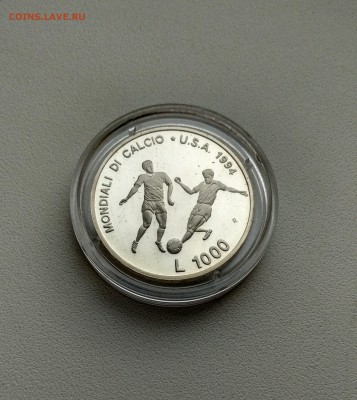 COINS.LAVE.RU
MONDIALI DI CALCIO • U.S.A. 1994
L 1000